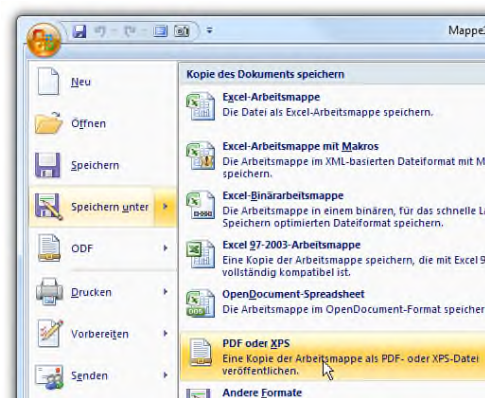 Mappe
Neu
Öffnen
Speichern
Speichern unter
ODF
Drucken
Vorbereiten
Senden
Kopie des Dokuments speichern
Excel-Arbeitsmappe
Die Datei als Excel-Arbeitsmappe speichern.
Excel-Arbeitsmappe mit Makros
Die Arbeitsmappe im XML-basierten Dateiformat mit M
speichern.
Excel-Binärarbeitsmappe
Die Arbeitsmappe in einem binären, für das schnelle L
Speichern optimierten Dateiformat speichern.
Excel 97-2003-Arbeitsmappe
Eine Kopie der Arbeitsmappe speichern, die mit Excel 9
vollständig kompatibel ist.
OpenDocument-Spreadsheet
Die Arbeitsmappe im OpenDocument-Format speicher
PDF oder XPS
Eine Kopie der Arbeitsmappe als PDF- oder XPS-Datei
veröffentlichen.
Andere Formate